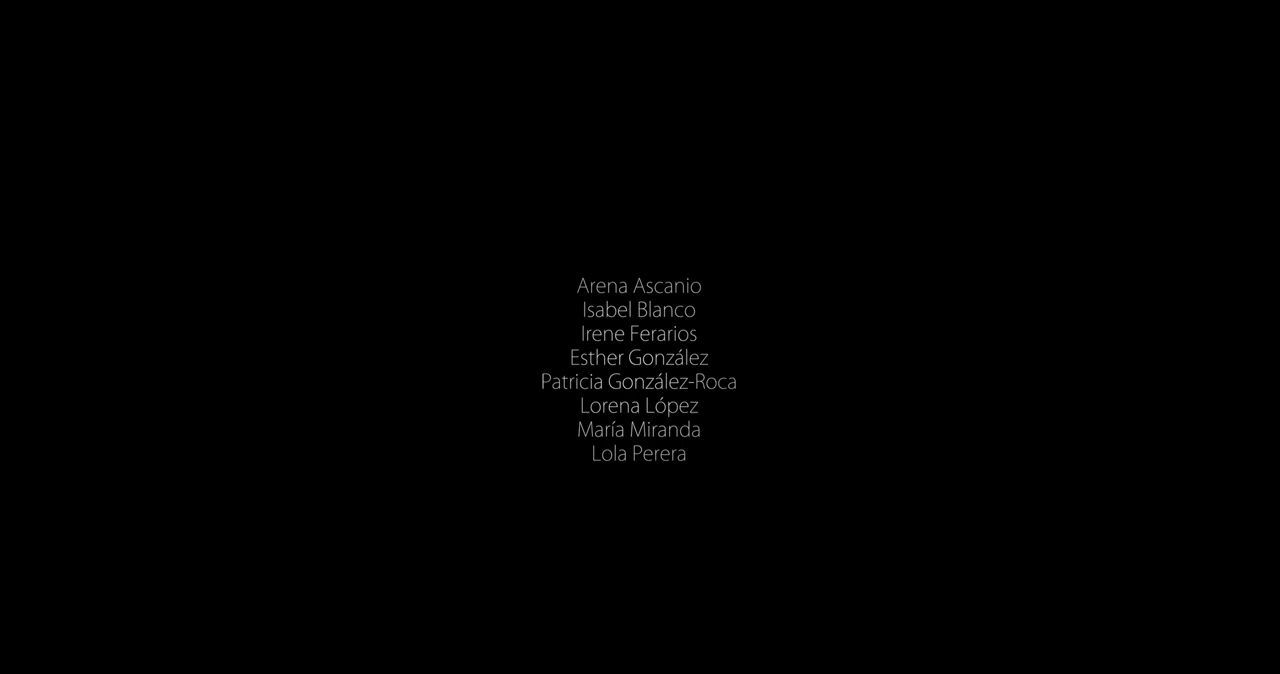 Arena Ascanio
Isabel Blanco
Irene Ferarios
Esther González
Patricia González-Roca
Lorena López
María Miranda
Lola Perera